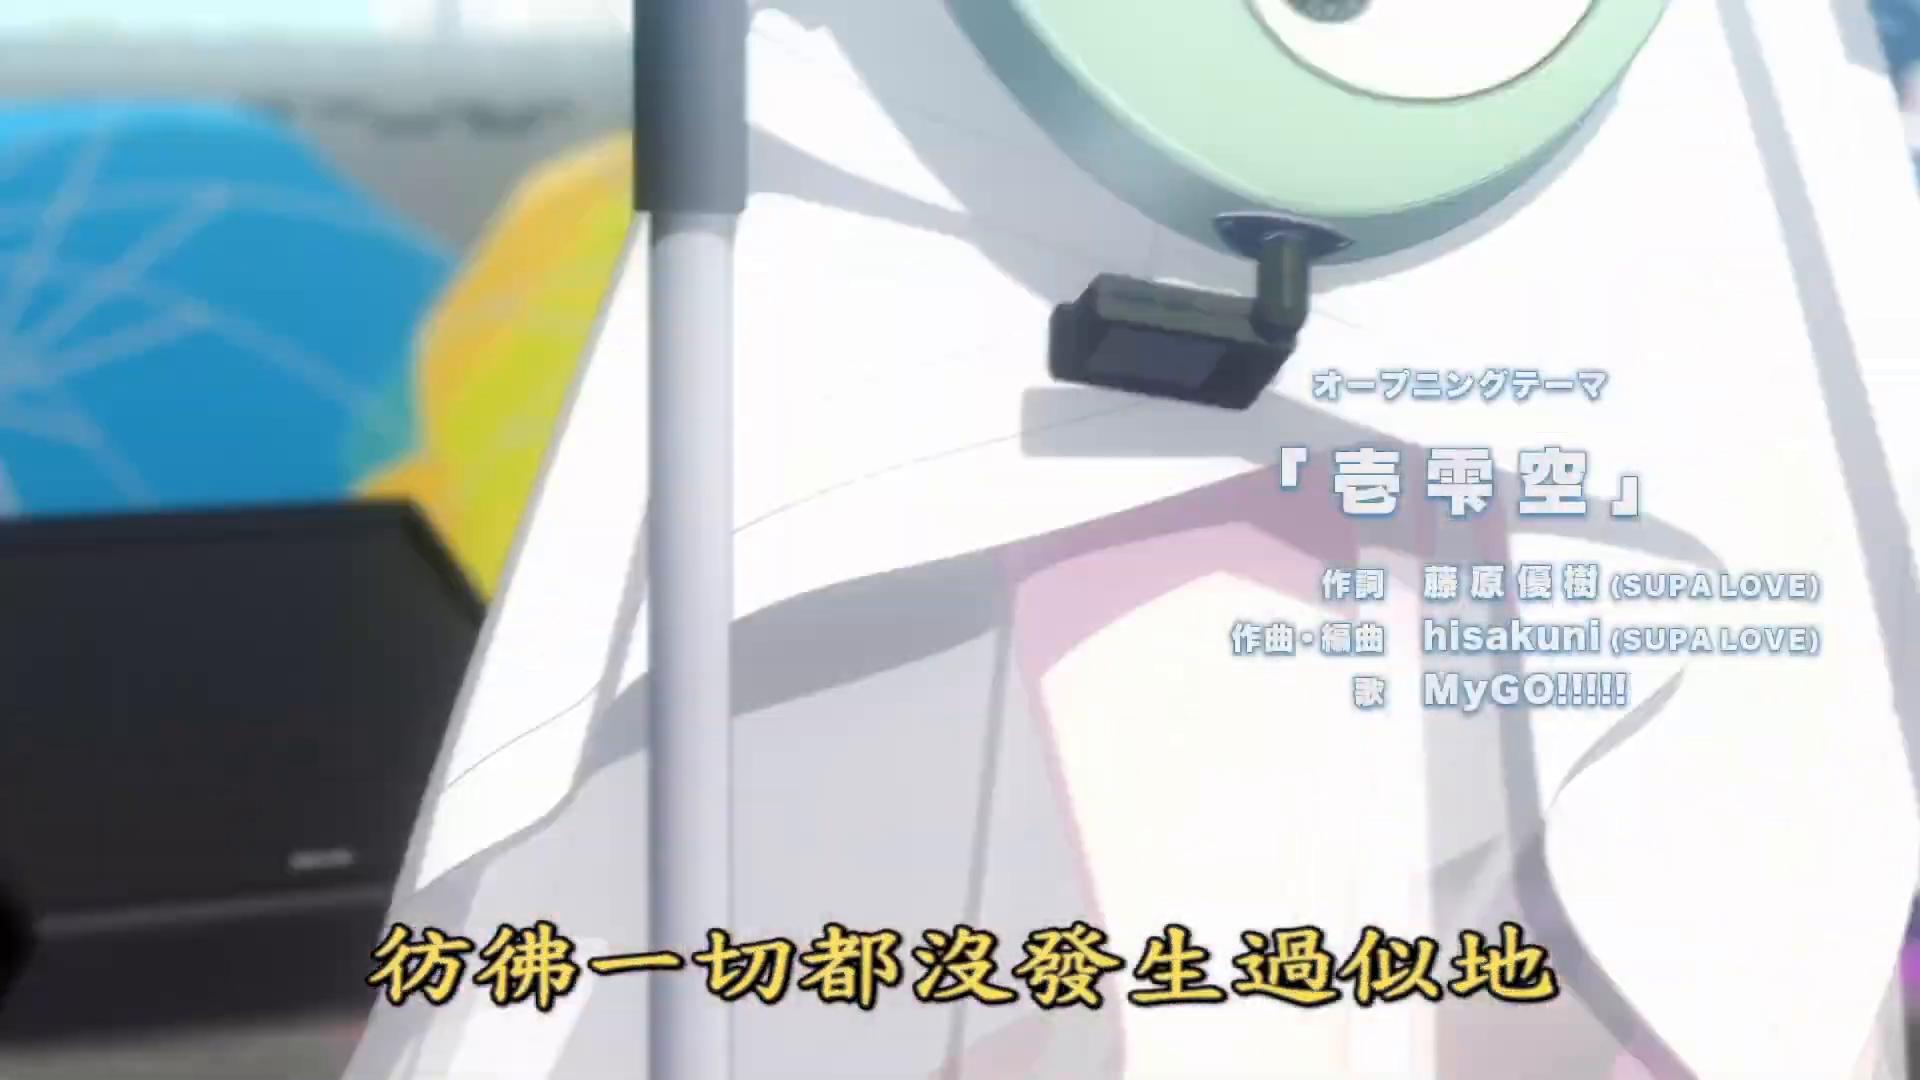 オープニングテーマ
「壱雫空」
作詞 藤原優樹(SUPA LOVE)
作曲・編曲 hisakuni(SUPA LOVE)
歌 MyGO!!!!!
彷彿一切都沒發生過似地